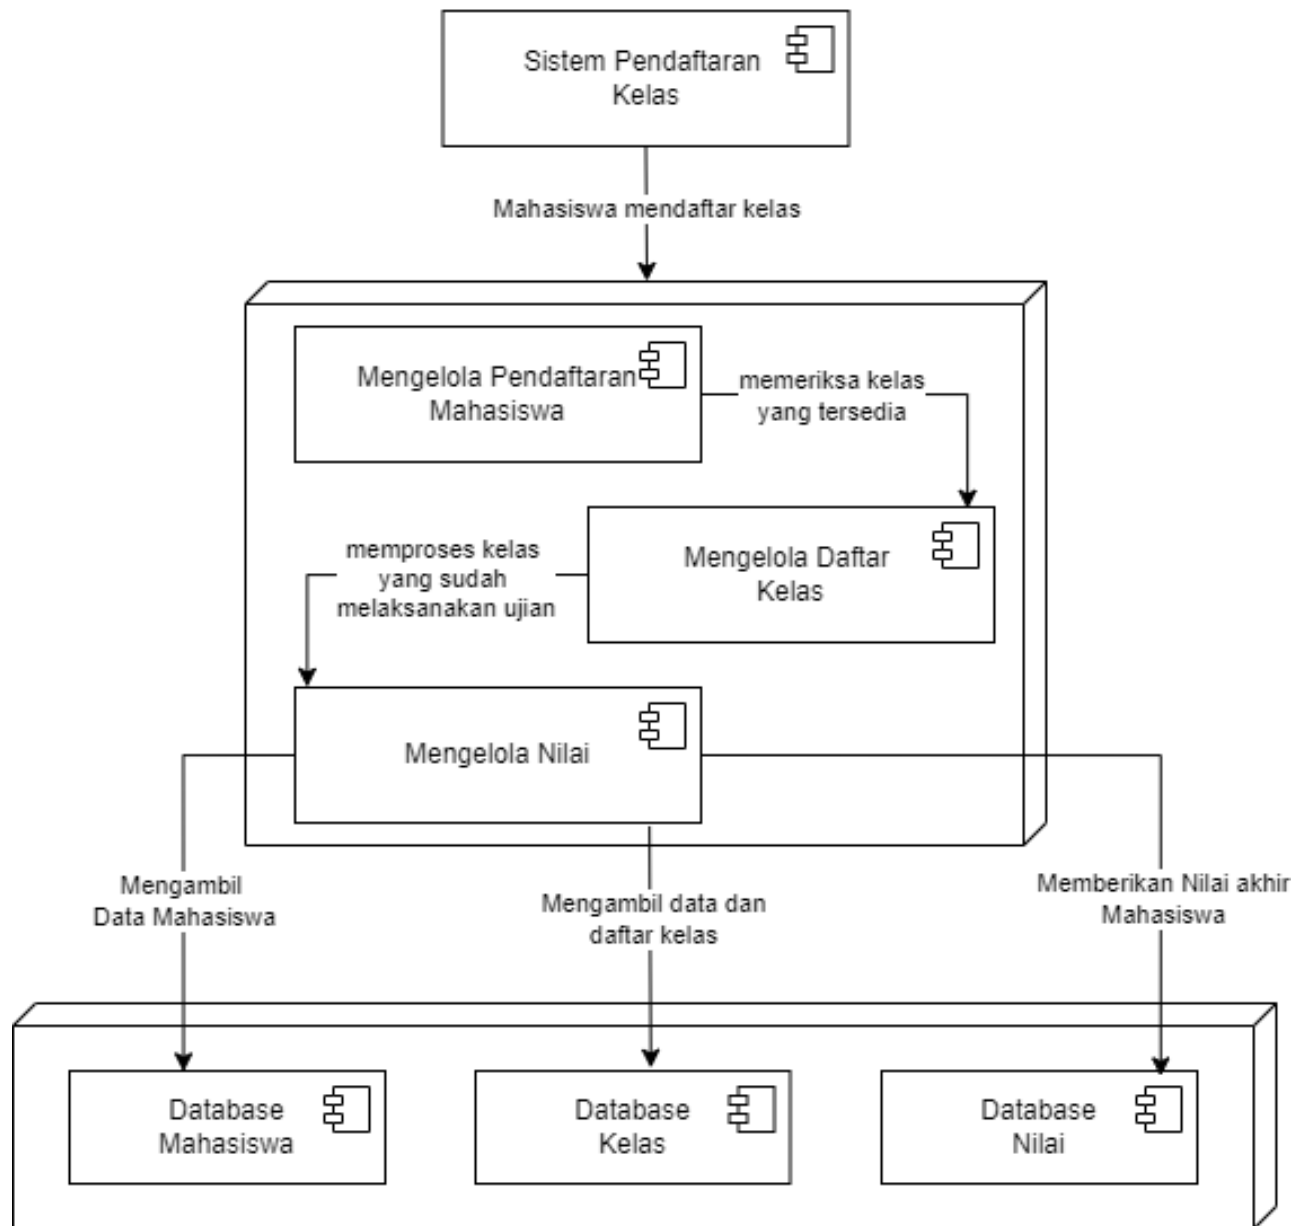 Sistem Pendaftaran
Kelas
Mahasiswa mendaftar kelas
Mengelola Pendaftaran
Mahasiswa
memeriksa kelas
yang tersedia
Mengelola Daftar
Kelas
memproses kelas
yang sudah
melaksanakan ujian
Mengelola Nilai
Mengambil
Data Mahasiswa
Mengambil data dan
daftar kelas
Memberikan Nilai akhir
Mahasiswa
Database
Mahasiswa
Database
Kelas
Database
Nilai